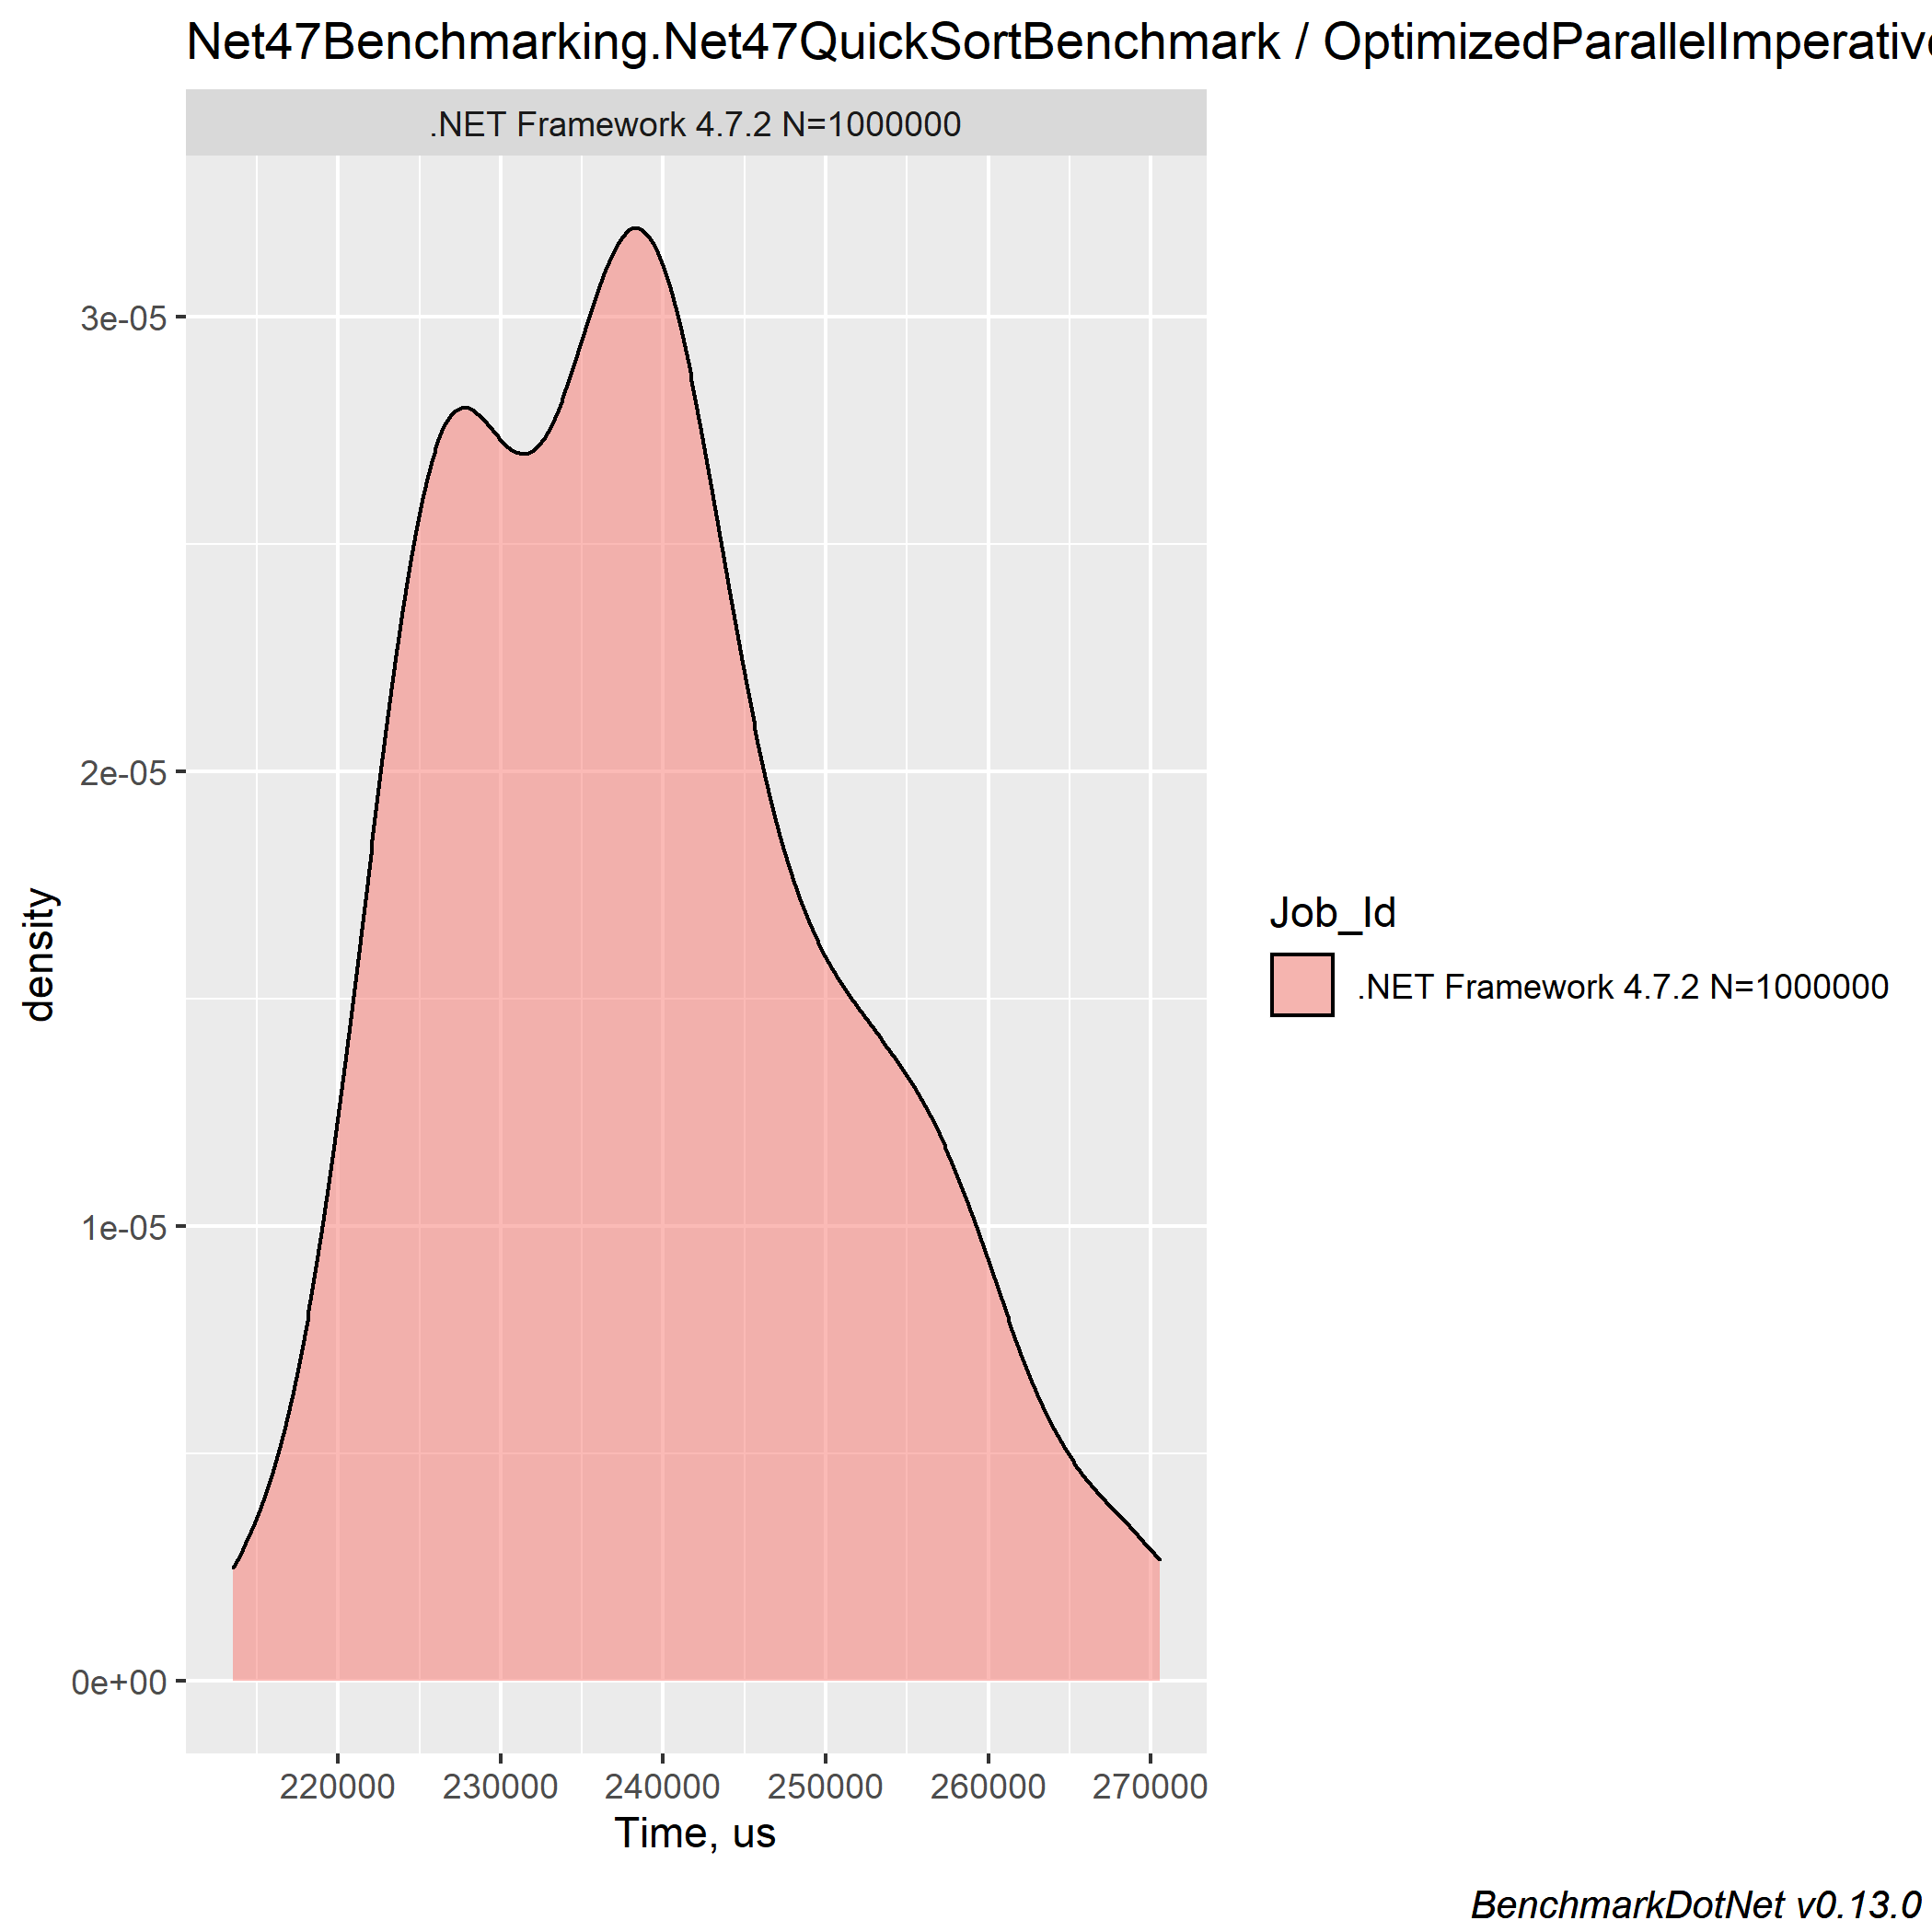 Net47Benchmarking.Net47QuickSortBenchmark / OptimizedParallelImperative
.NET Framework 4.7.2 N=1000000
3e-05
2e-05
1e-05
0e+00
density
220000 230000 240000 250000 260000 270000
Time, us
Job_Id
.NET Framework 4.7.2 N=1000000
BenchmarkDotNet v0.13.0